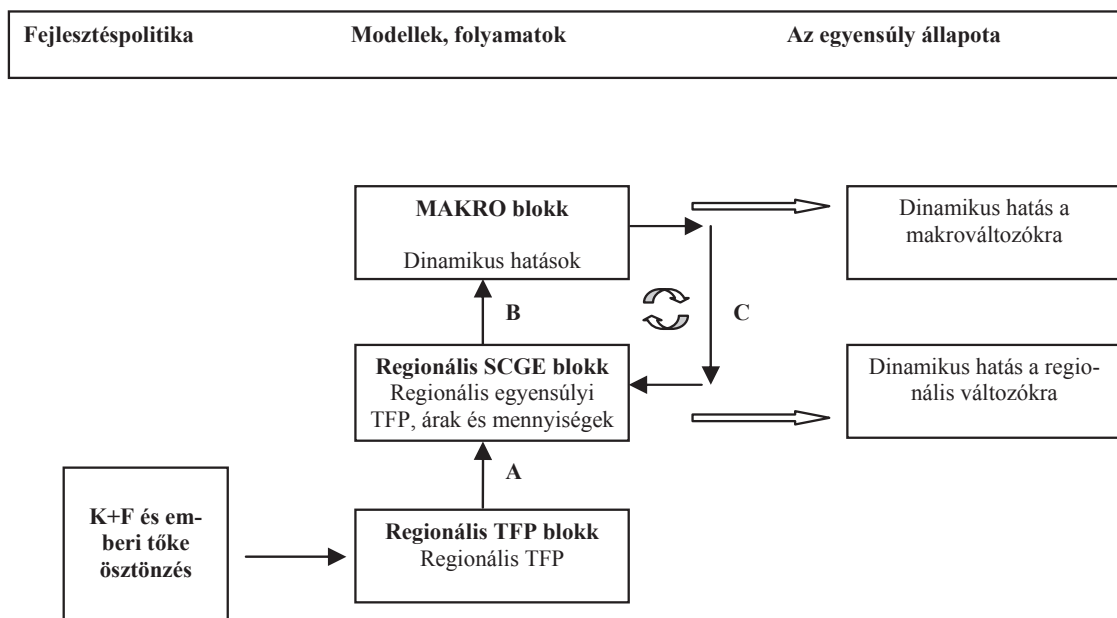 Fejlesztéspolitika Modellek, folyamatok Az egyensúly állapota
MAKRO blokk
Dinamikus hatások
Dinamikus hatás a
makrováltozókra
B
C
Regionális SCGE blokk
Regionális egyensúlyi
TFP, árak és mennyiségek
Dinamikus hatás a regio-
nális változókra
A
K+F és em-
beri tőke
ösztönzés
Regionális TFP blokk
Regionális TFP